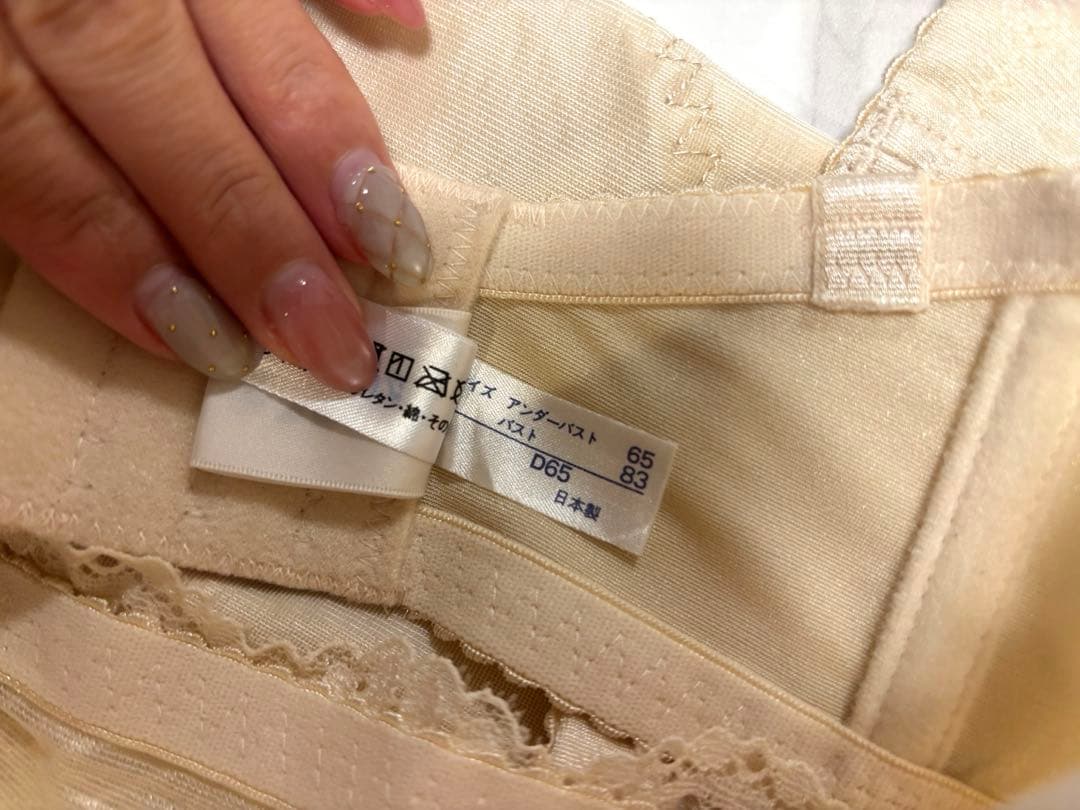 レタン・綿・その
イズ アンダーバスト 65
バスト 83
D65
日本製